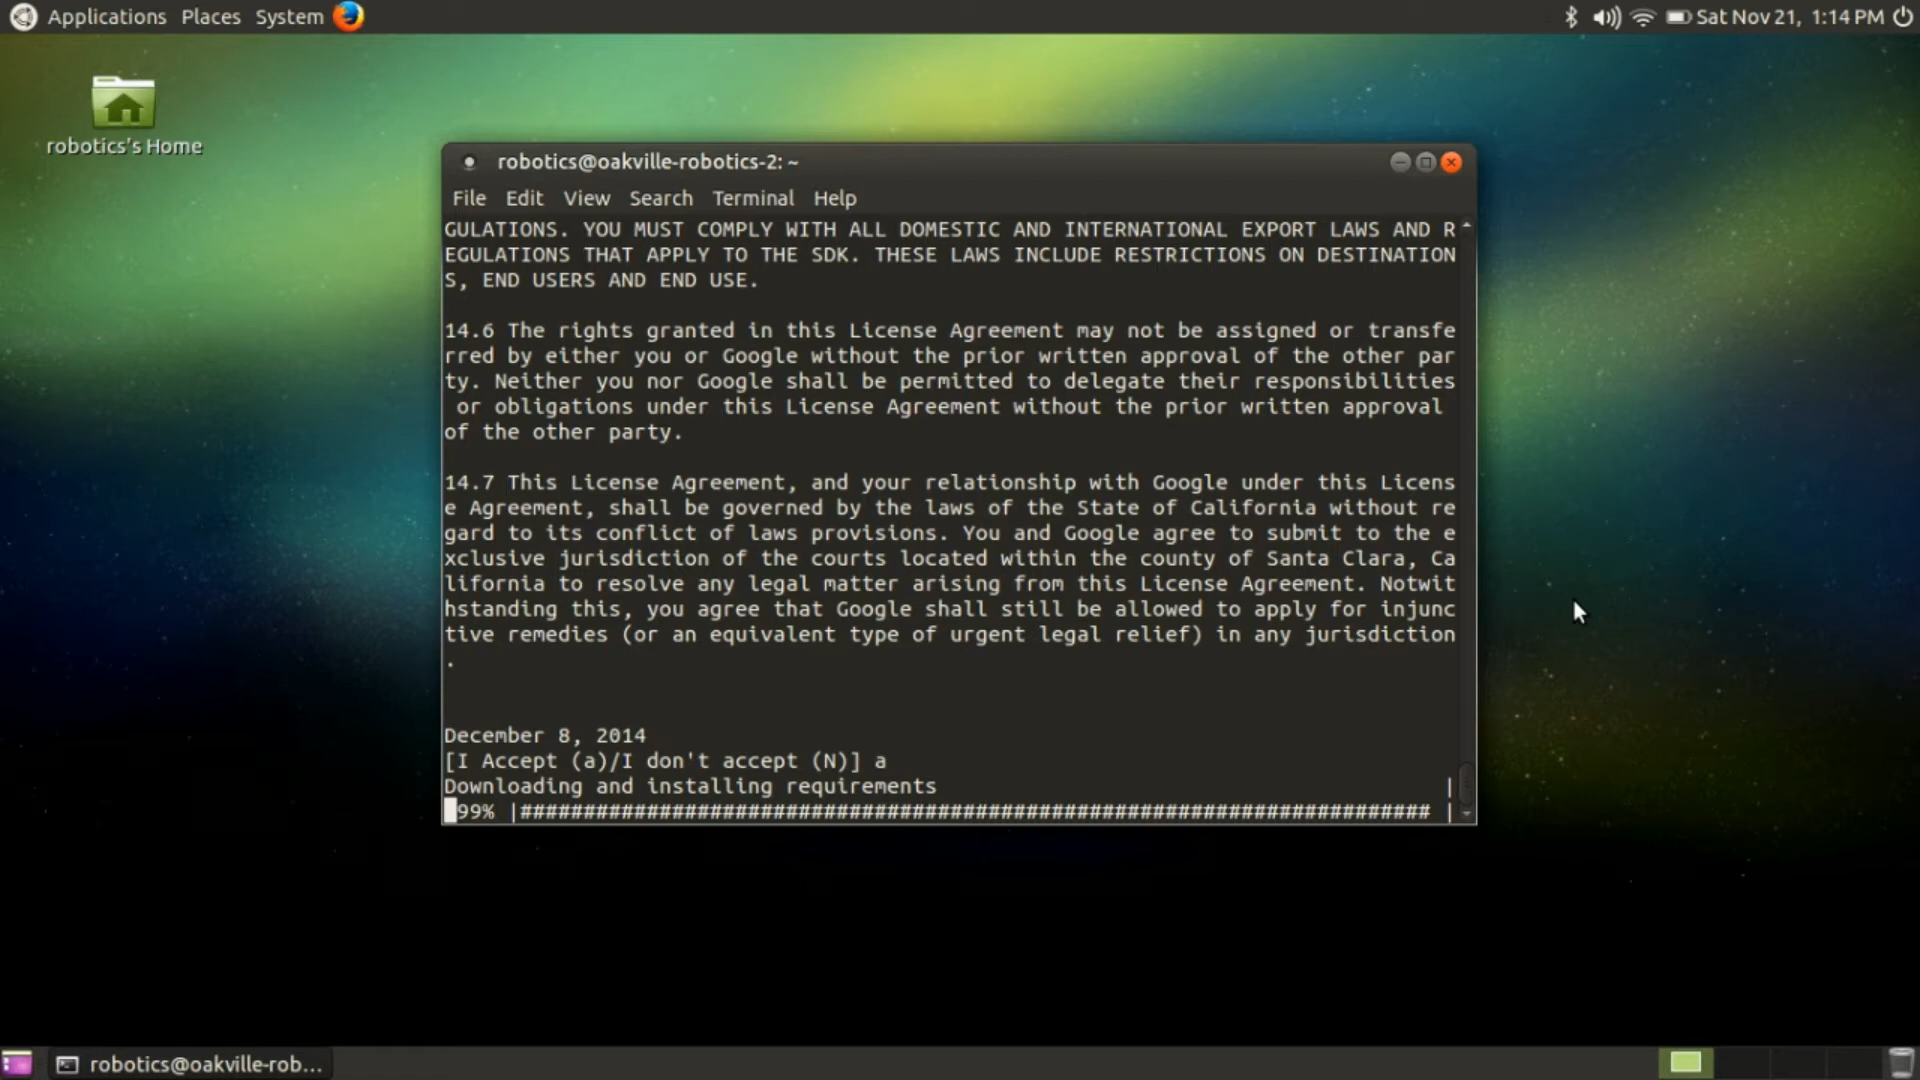 Applications Places System
Sat Nov 21, 1:14 PM
robotics's Home
robotics@oakville-robotics-2: ~
File Edit View Search Terminal Help
GULATIONS. YOU MUST COMPLY WITH ALL DOMESTIC AND INTERNATIONAL EXPORT LAWS AND R
EGULATIONS THAT APPLY TO THE SDK. THESE LAWS INCLUDE RESTRICTIONS ON DESTINATION
S, END USERS AND END USE.
14.6 The rights granted in this License Agreement may not be assigned or transfe
rred by either you or Google without the prior written approval of the other par
ty. Neither you nor Google shall be permitted to delegate their responsibilities
or obligations under this License Agreement without the prior written approval
of the other party.
14.7 This License Agreement, and your relationship with Google under this Licens
e Agreement, shall be governed by the laws of the State of California without re
gard to its conflict of laws provisions. You and Google agree to submit to the e
xclusive jurisdiction of the courts located within the county of Santa Clara, Ca
lifornia to resolve any legal matter arising from this License Agreement. Notwit
hstanding this, you agree that Google shall still be allowed to apply for injunc
tive remedies (or an equivalent type of urgent legal relief) in any jurisdiction
.
December 8, 2014
[I Accept (a)/I don't accept (N)] a
Downloading and installing requirements |
99% |######################################################################## |
robotics@oakville-rob...